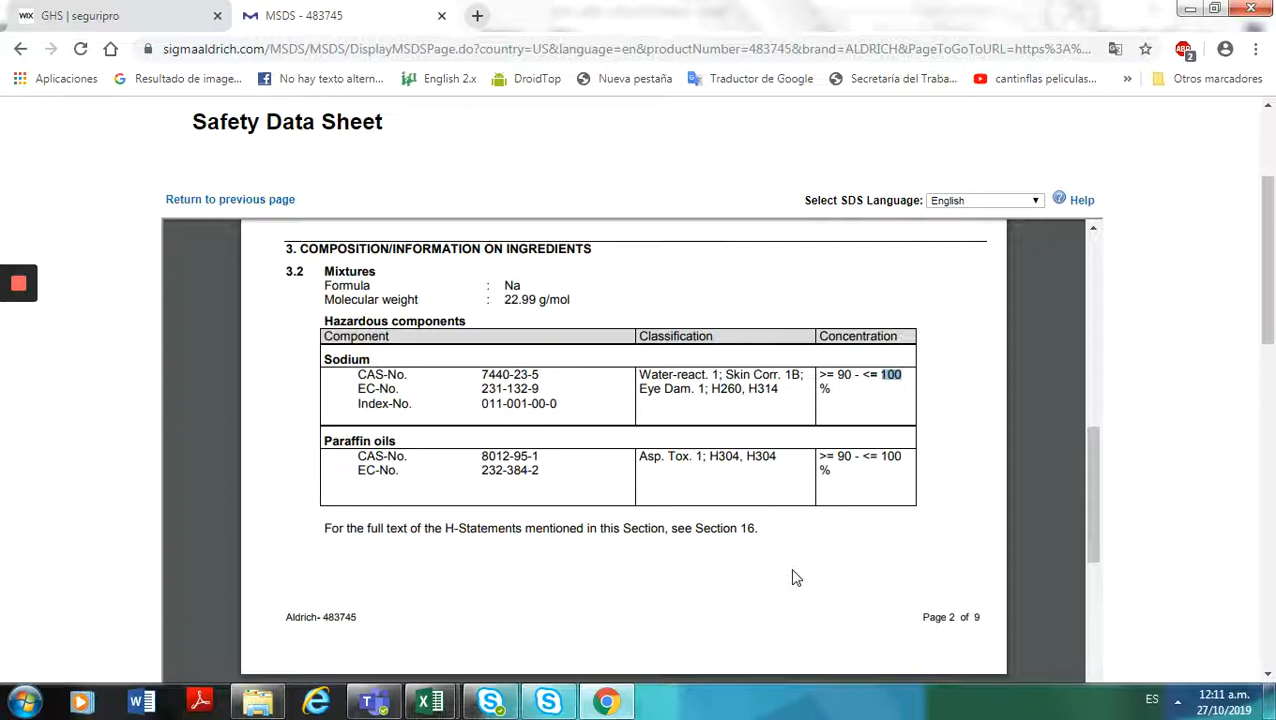 WIX GHS | seguripro
MSDS - 483745
sigmaaldrich.com/MSDS/MSDS/DisplayMSDSPage.do?country=US&language=en&productNumber=483745&brand=ALDRICH&PageToGoToURL=https%3A%...
ABP 2
Aplicaciones Resultado de image... No hay texto altern... English 2.x DroidTop Nueva pestaña Traductor de Google Secretaría del Traba... cantinflas peliculas... » Otros marcadores
Safety Data Sheet
Return to previous page
Select SDS Language: English Help
3. COMPOSITION/INFORMATION ON INGREDIENTS
3.2 Mixtures
Formula : Na
Molecular weight : 22.99 g/mol
Hazardous components
Component Classification Concentration
Sodium
CAS-No. 7440-23-5 Water-react. 1; Skin Corr. 1B; >= 90 - <= 100
EC-No. 231-132-9 Eye Dam. 1; H260, H314 %
Index-No. 011-001-00-0
Paraffin oils
CAS-No. 8012-95-1 Asp. Tox. 1; H304, H304 >= 90 - <= 100
EC-No. 232-384-2 %
For the full text of the H-Statements mentioned in this Section, see Section 16.
Aldrich- 483745 Page 2 of 9
ES 12:11 a.m.
27/10/2019